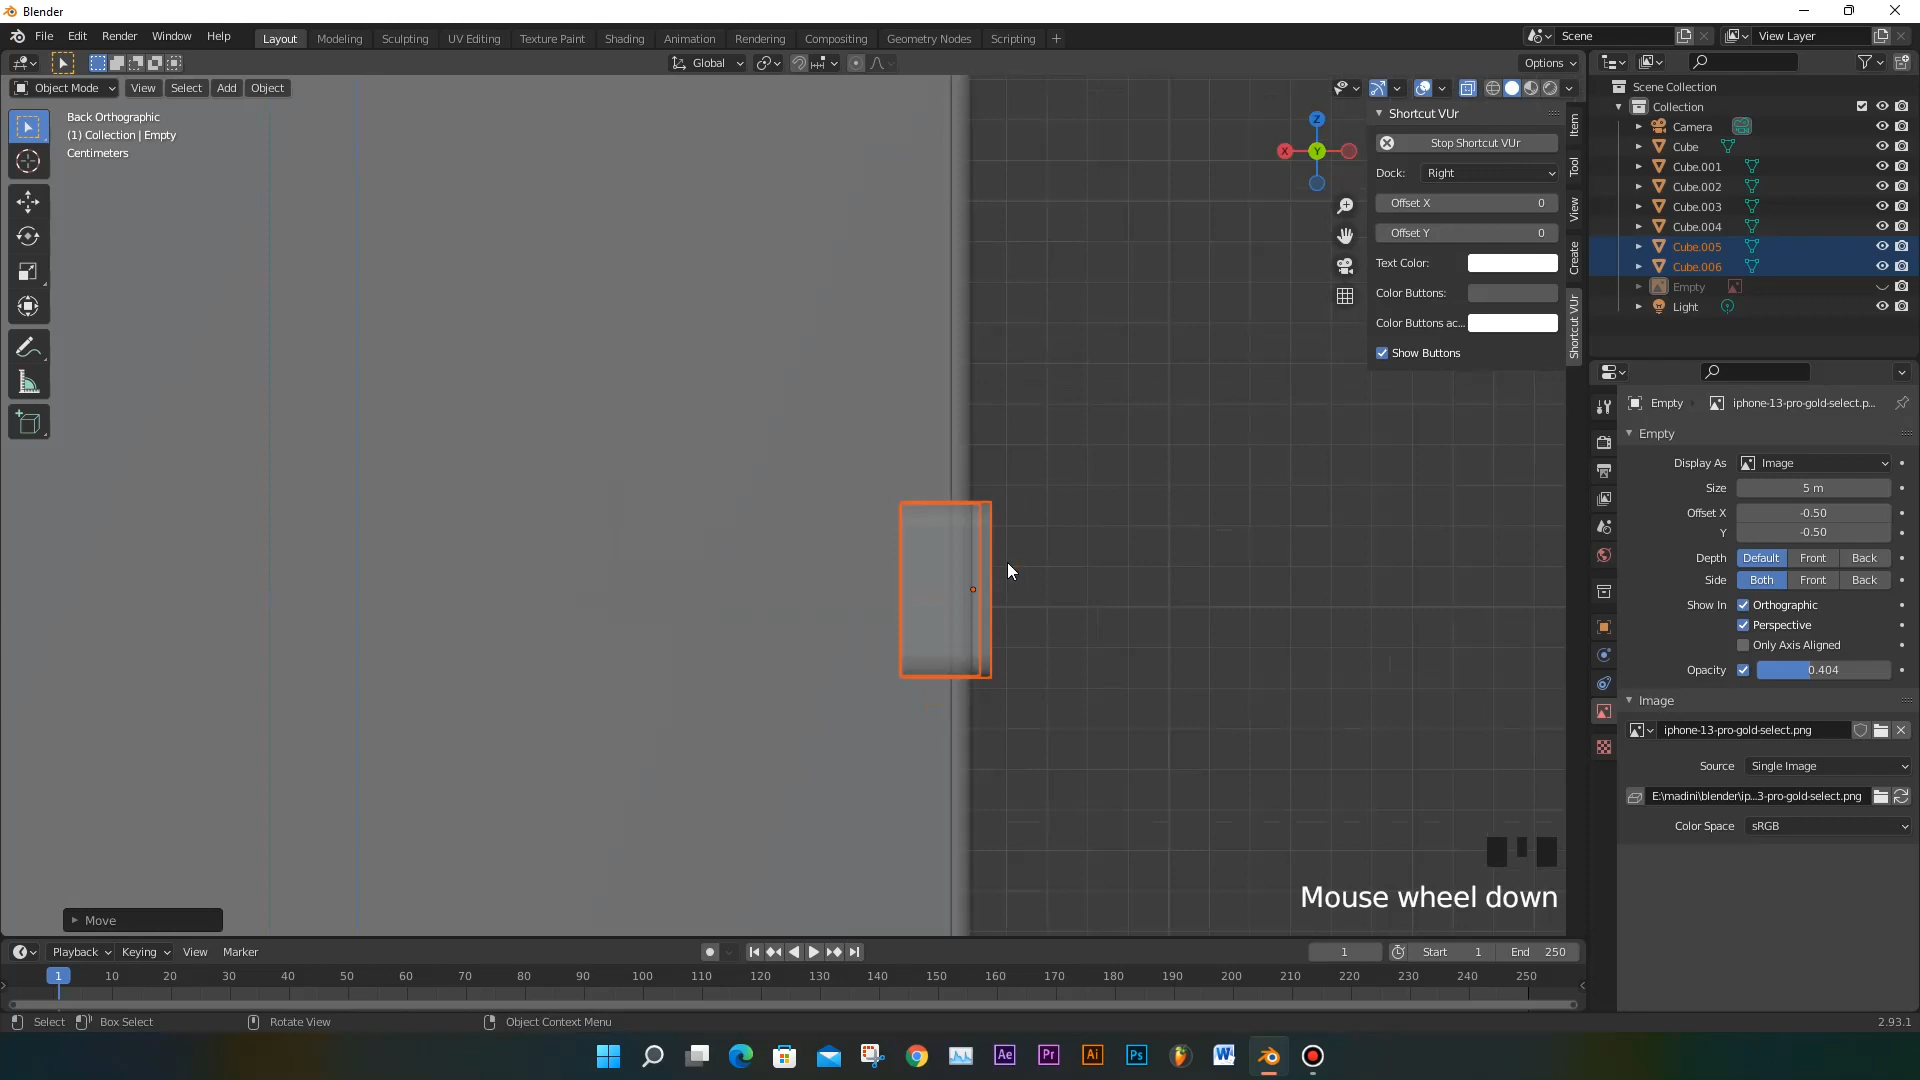 Blender
File Edit Render Window Help
Layout Modeling Sculpting UV Editing Texture Paint Shading Animation Rendering Compositing Geometry Nodes Scripting +
Scene
View Layer
Global
Options
Object Mode View Select Add Object
Back Orthographic
(1) Collection | Empty
Centimeters
Z
X
Y
Shortcut VUr
Stop Shortcut VUr
Dock: Right
Offset X 0
Offset Y 0
Text Color:
Color Buttons:
Color Buttons ac...
Show Buttons
Item
Tool
View
Create
Shortcut VUr
Scene Collection
Collection
Camera
Cube
Cube.001
Cube.002
Cube.003
Cube.004
Cube.005
Cube.006
Empty
Light
Empty iphone-13-pro-gold-select.p...
Empty
Display As Image
Size 5 m
Offset X -0.50
Y -0.50
Depth Default Front Back
Side Both Front Back
Show In Orthographic
Perspective
Only Axis Aligned
Opacity 0.404
Image
iphone-13-pro-gold-select.png
Source Single Image
E:\madini\blender\ip...3-pro-gold-select.png
Color Space sRGB
Mouse wheel down
Move
Playback Keying View Marker
1 Start 1 End 250
1 10 20 30 40 50 60 70 80 90 100 110 120 130 140 150 160 170 180 190 200 210 220 230 240 250
Select Box Select Rotate View Object Context Menu
2.93.1
Ae Pr Ai Ps W